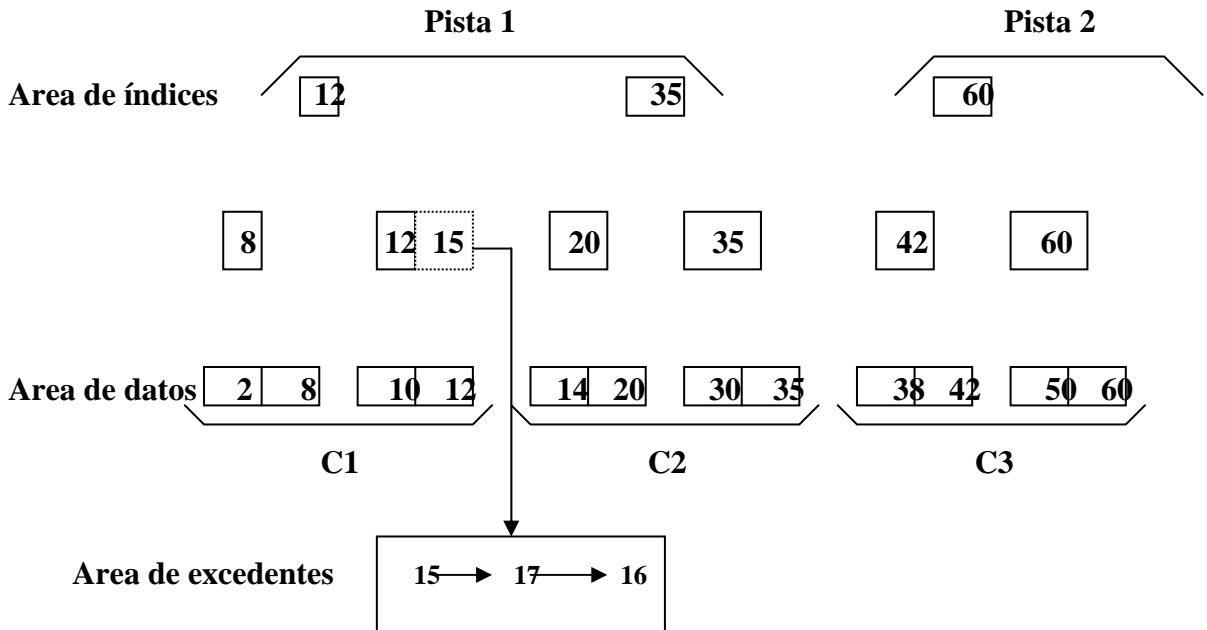 Pista 1 Pista 2
Area de índices 12 35 60
8 12 15 20 35 42 60
Area de datos 2 8 10 12 14 20 30 35 38 42 50 60
C1 C2 C3
Area de excedentes 15 17 16